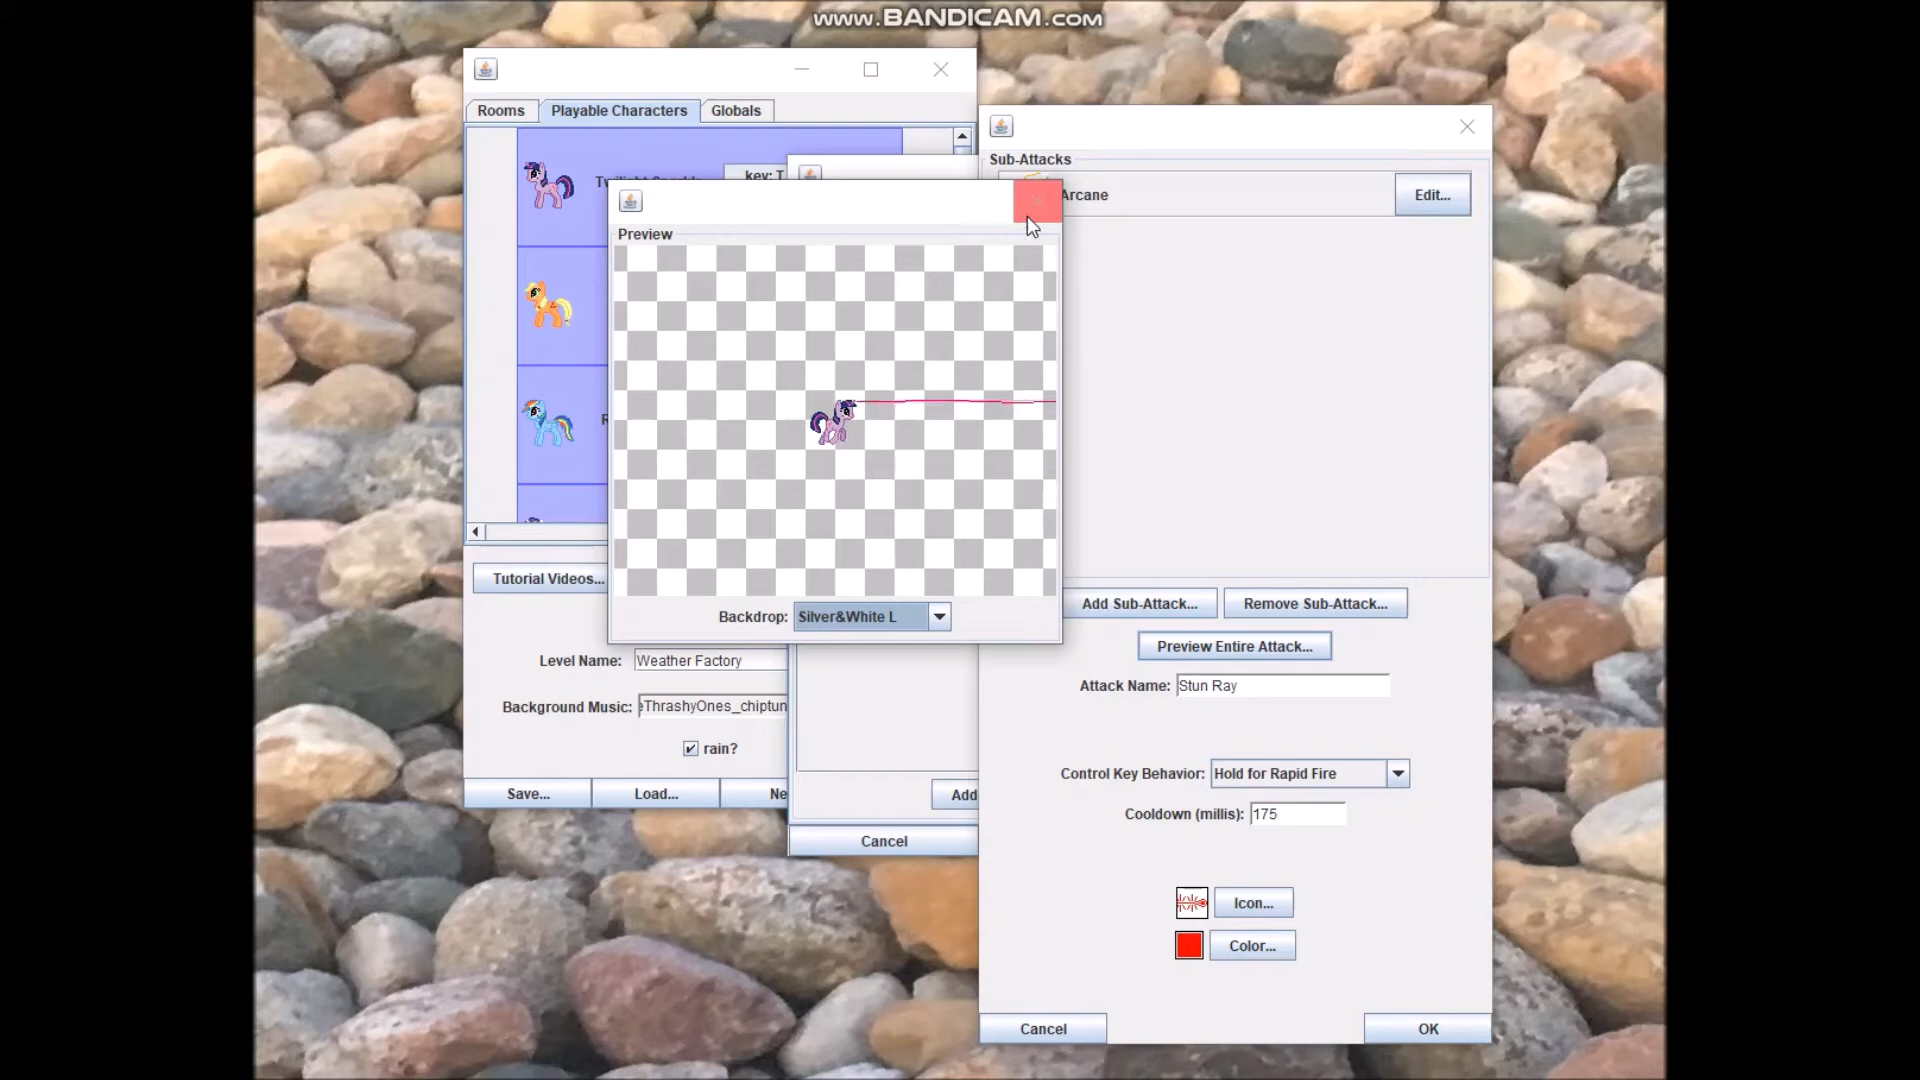 www.BANDICAM.com
Rooms
Playable Characters
Globals
key: T
Sub-Attacks
Arcane
Edit...
Preview
Backdrop:
Silver&White L
Tutorial Videos...
Add Sub-Attack...
Remove Sub-Attack...
Preview Entire Attack...
Level Name:
Weather Factory
Attack Name:
Stun Ray
Background Music:
eThrashyOnes_chiptun
rain?
Control Key Behavior:
Hold for Rapid Fire
Save...
Load...
Ne
Add
Cooldown (millis):
175
Cancel
Icon...
Color...
Cancel
OK